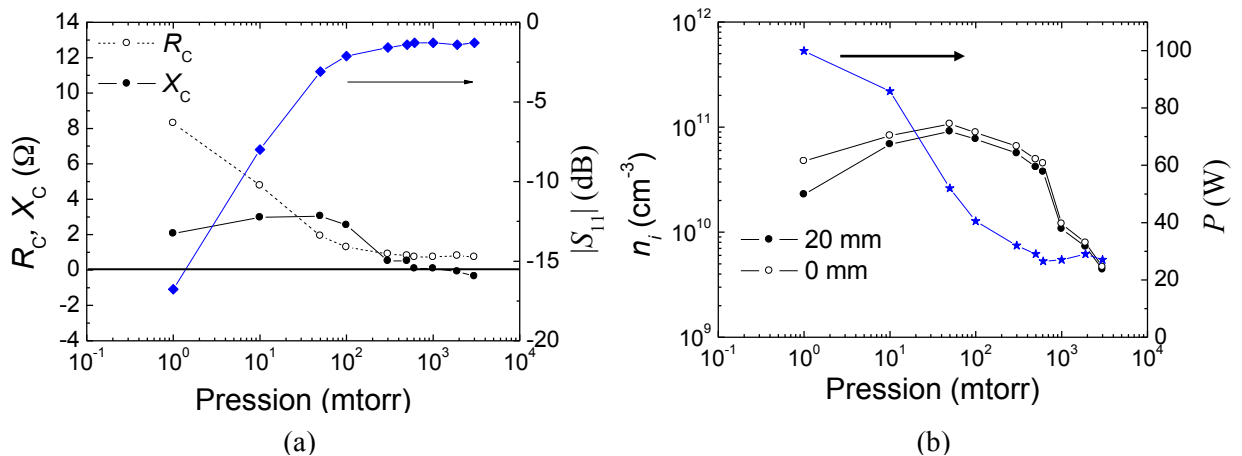 R_C, X_C (Ω)
14
12
10
8
6
4
2
0
-2
-4
R_C
X_C
0
-5
-10
-15
-20
|S_11| (dB)
10^-1 10^0 10^1 10^2 10^3 10^4
Pression (mtorr)
(a)
n_i (cm^-3)
10^12
10^11
10^10
10^9
20 mm
0 mm
100
80
60
40
20
0
P (W)
10^-1 10^0 10^1 10^2 10^3 10^4
Pression (mtorr)
(b)